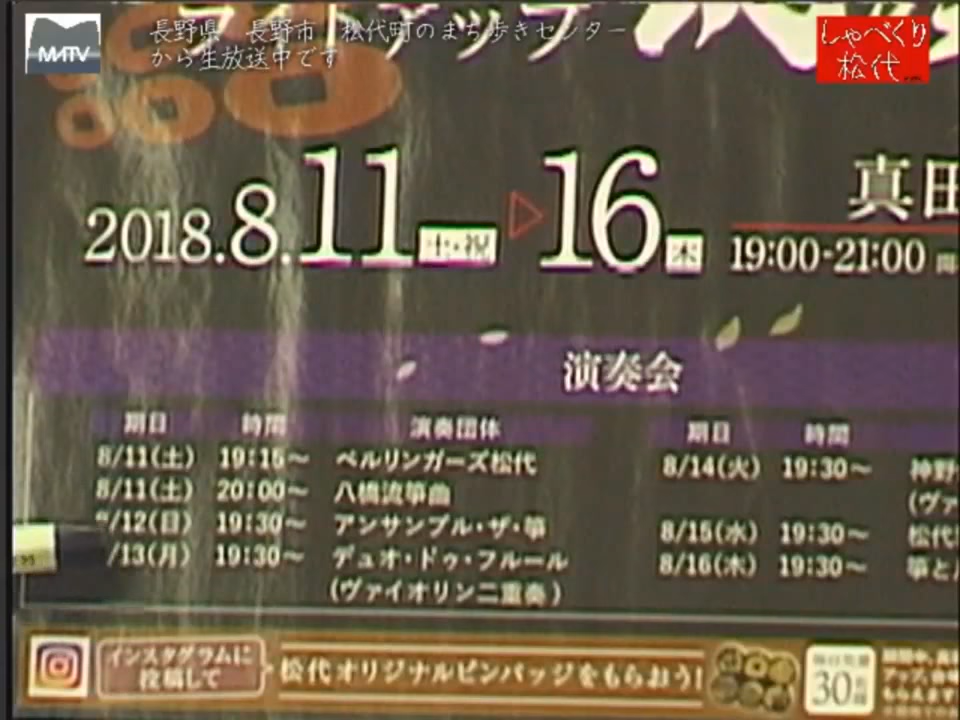 MATV
長野県　長野市　松代町のまち歩きセンター
から生放送中です
しゃべくり
松代
ライトアップ
2018.8.11 土・祝 ▷ 16 木
真田
19:00-21:00
演奏会
期日 時間 演奏団体 期日 時間
8/11(土) 19:15〜 ベルリンガーズ松代 8/14(火) 19:30〜 神野
8/11(土) 20:00〜 八橋流箏曲 (ヴァ
8/12(日) 19:30〜 アンサンブル・ザ・箏 8/15(水) 19:30〜 松代
/13(月) 19:30〜 デュオ・ドゥ・フルール 8/16(木) 19:30〜 箏と
(ヴァイオリン二重奏)
インスタグラムに
投稿して
松代オリジナルピンバッジをもらおう!
30